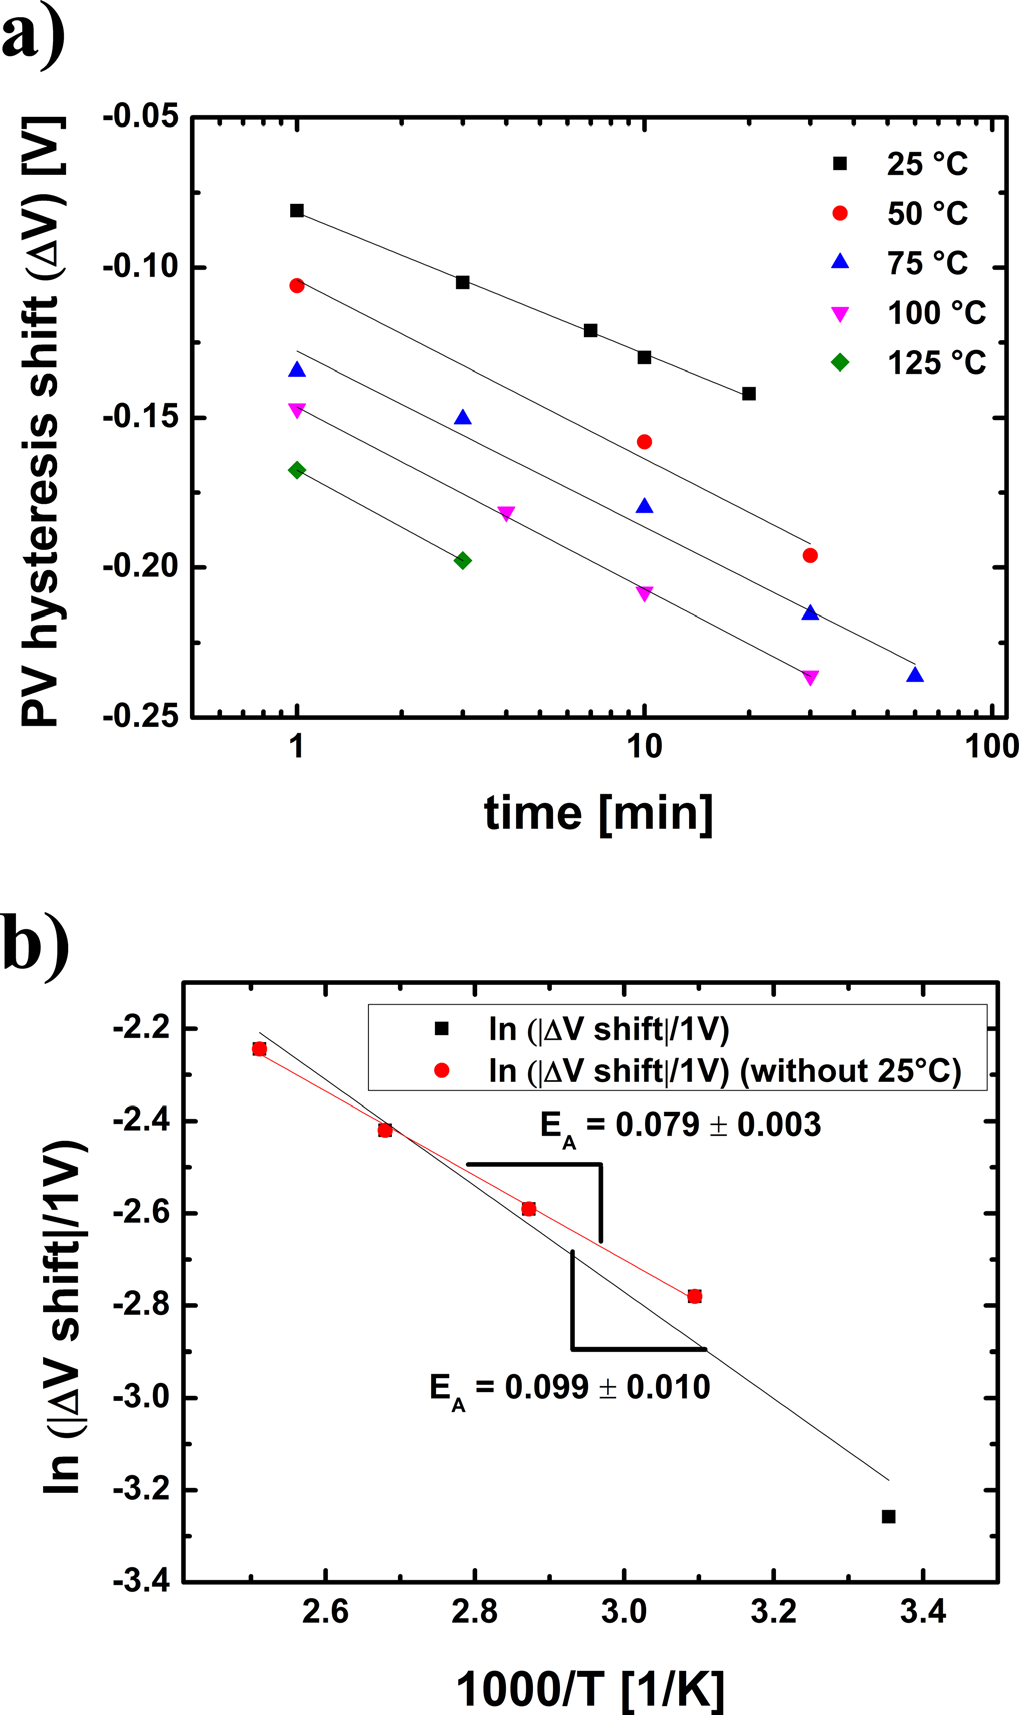 a)
PV hysteresis shift (ΔV) [V]
-0.05
-0.10
-0.15
-0.20
-0.25
25 °C
50 °C
75 °C
100 °C
125 °C
1
10
100
time [min]
b)
ln (|ΔV shift|/1V)
-2.2
-2.4
-2.6
-2.8
-3.0
-3.2
-3.4
ln (|ΔV shift|/1V)
ln (|ΔV shift|/1V) (without 25°C)
E_A = 0.079 ± 0.003
E_A = 0.099 ± 0.010
2.6
2.8
3.0
3.2
3.4
1000/T [1/K]